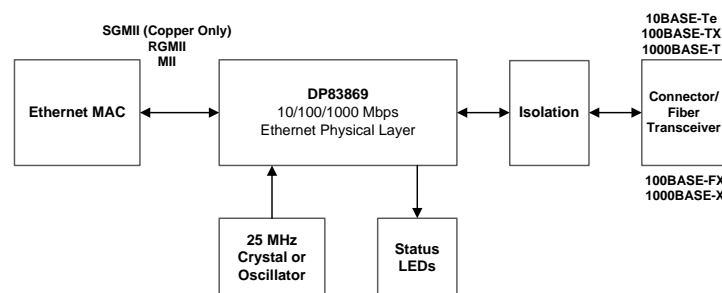 SGMII (Copper Only)
RGMII
MII
10BASE-Te
100BASE-TX
1000BASE-T
Ethernet MAC
DP83869
10/100/1000 Mbps
Ethernet Physical Layer
Isolation
Connector/
Fiber
Transceiver
100BASE-FX
1000BASE-X
25 MHz
Crystal or
Oscillator
Status
LEDs